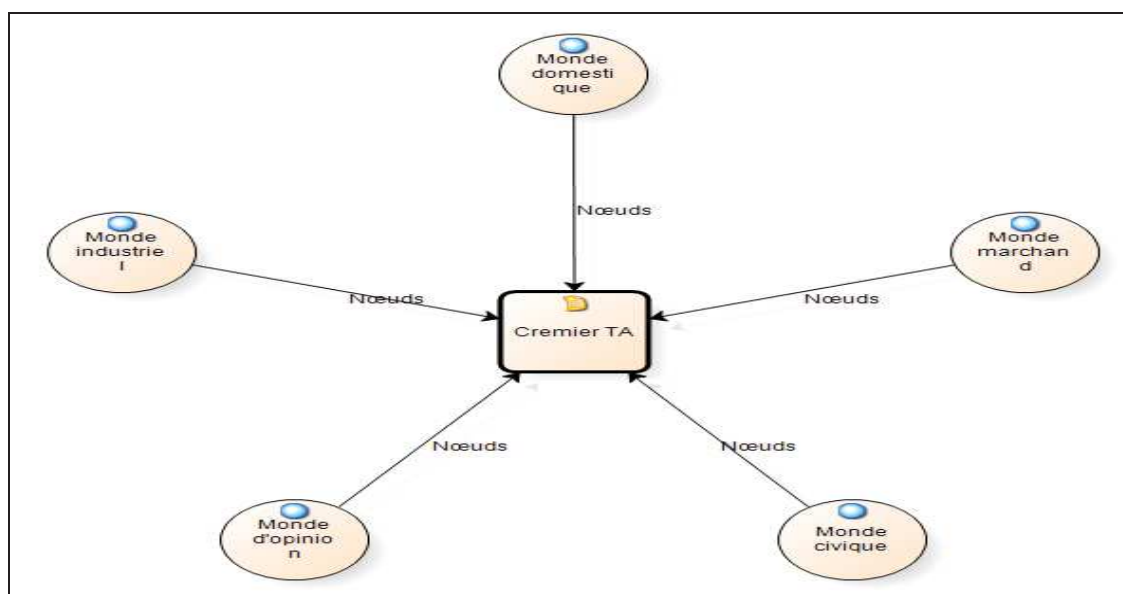 Monde
domesti
que
Nœuds
Monde
industrie
l
Monde
marchan
d
Nœuds
Nœuds
Cremier TA
Nœuds
Nœuds
Monde
d'opinio
n
Monde
civique